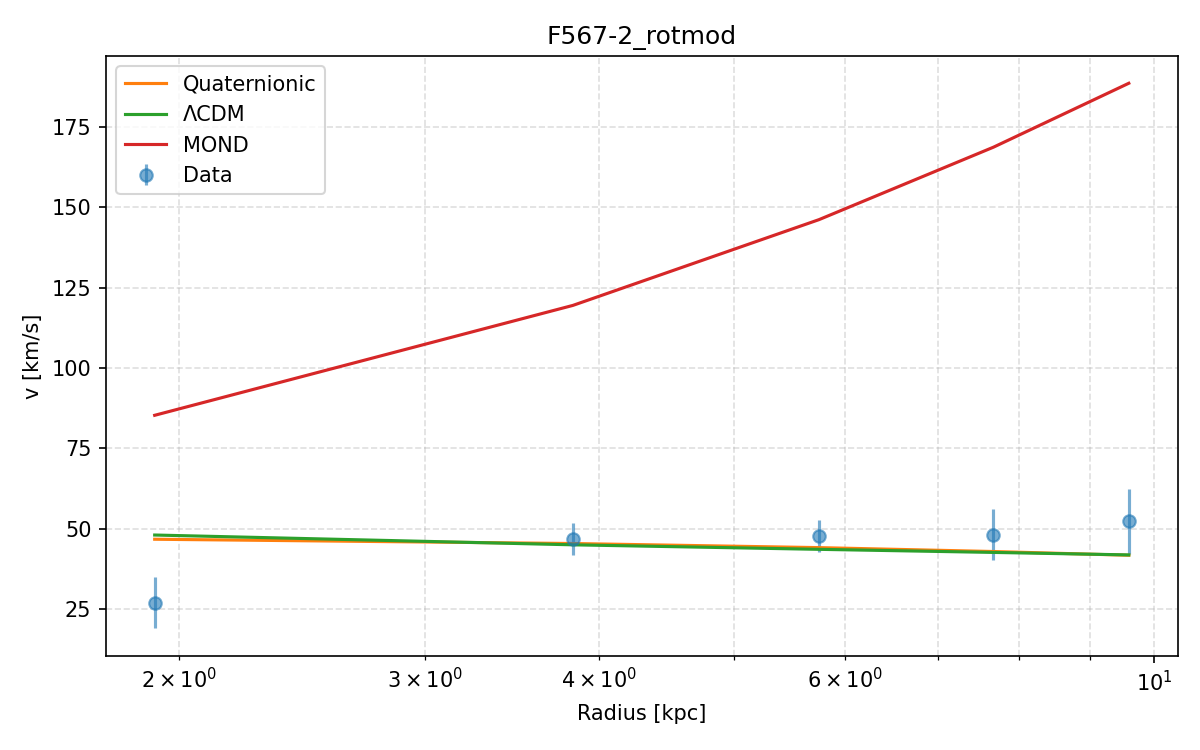 F567-2_rotmod
Quaternionic
ΛCDM
MOND
Data
v [km/s]
175
150
125
100
75
50
25
2 × 10⁰
3 × 10⁰
4 × 10⁰
6 × 10⁰
10¹
Radius [kpc]